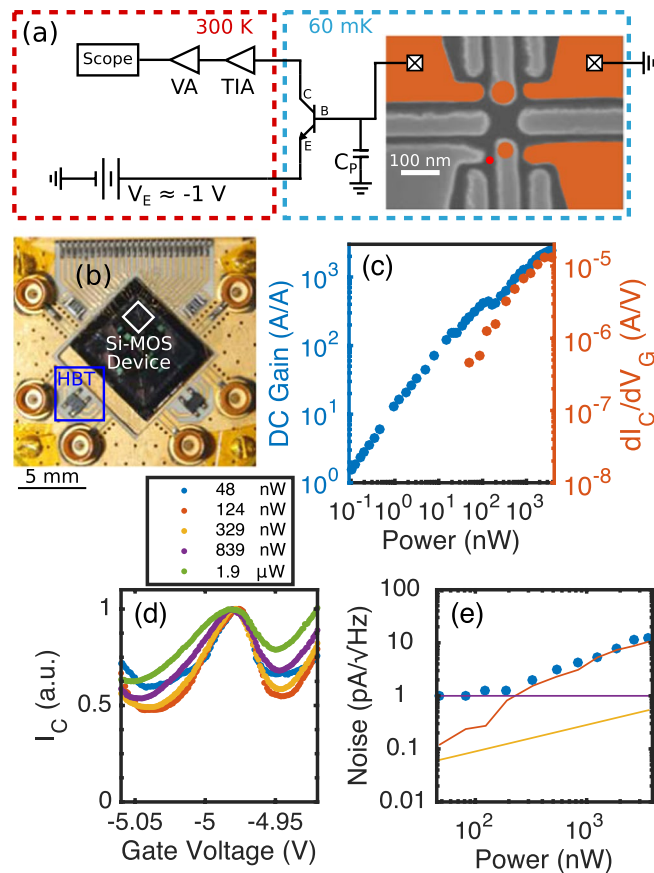 (a)
300 K
60 mK
Scope
VA
TIA
C
B
E
C_P
V_E ≈ -1 V
100 nm
(b)
Si-MOS
Device
HBT
5 mm
(c)
DC Gain (A/A)
10^3
10^2
10^1
10^0
dI_C/dV_G (A/V)
10^-5
10^-6
10^-7
10^-8
10^-1 10^0 10^1 10^2 10^3
Power (nW)
48 nW
124 nW
329 nW
839 nW
1.9 μW
(d)
I_C (a.u.)
1
0.5
0
-5.05 -5 -4.95
Gate Voltage (V)
(e)
Noise (pA/√Hz)
100
10
1
0.1
0.01
10^2 10^3
Power (nW)